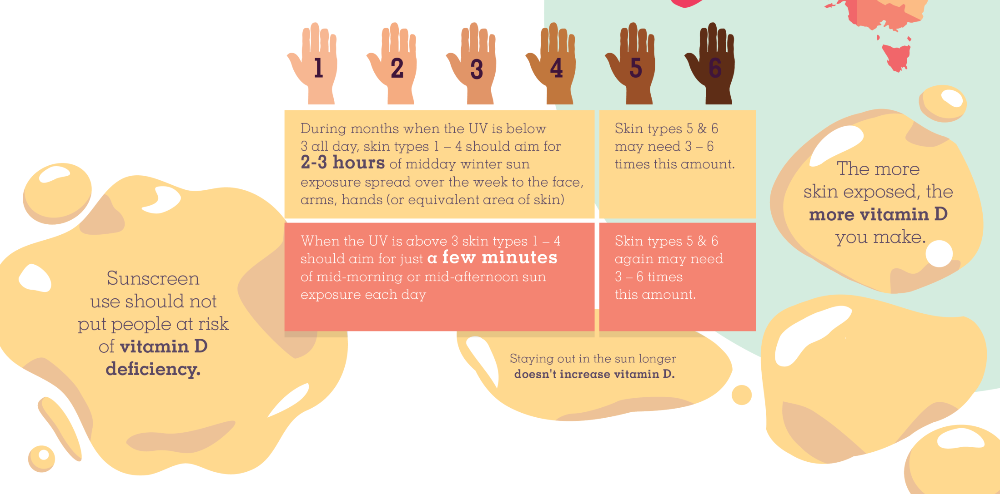 1
2
3
4
5
6
During months when the UV is below
3 all day, skin types 1 – 4 should aim for
2-3 hours of midday winter sun
exposure spread over the week to the face,
arms, hands (or equivalent area of skin)
Skin types 5 & 6
may need 3 – 6
times this amount.
When the UV is above 3 skin types 1 – 4
should aim for just a few minutes
of mid-morning or mid-afternoon sun
exposure each day
Skin types 5 & 6
again may need
3 – 6 times
this amount.
The more
skin exposed, the
more vitamin D
you make.
Sunscreen
use should not
put people at risk
of vitamin D
deficiency.
Staying out in the sun longer
doesn't increase vitamin D.